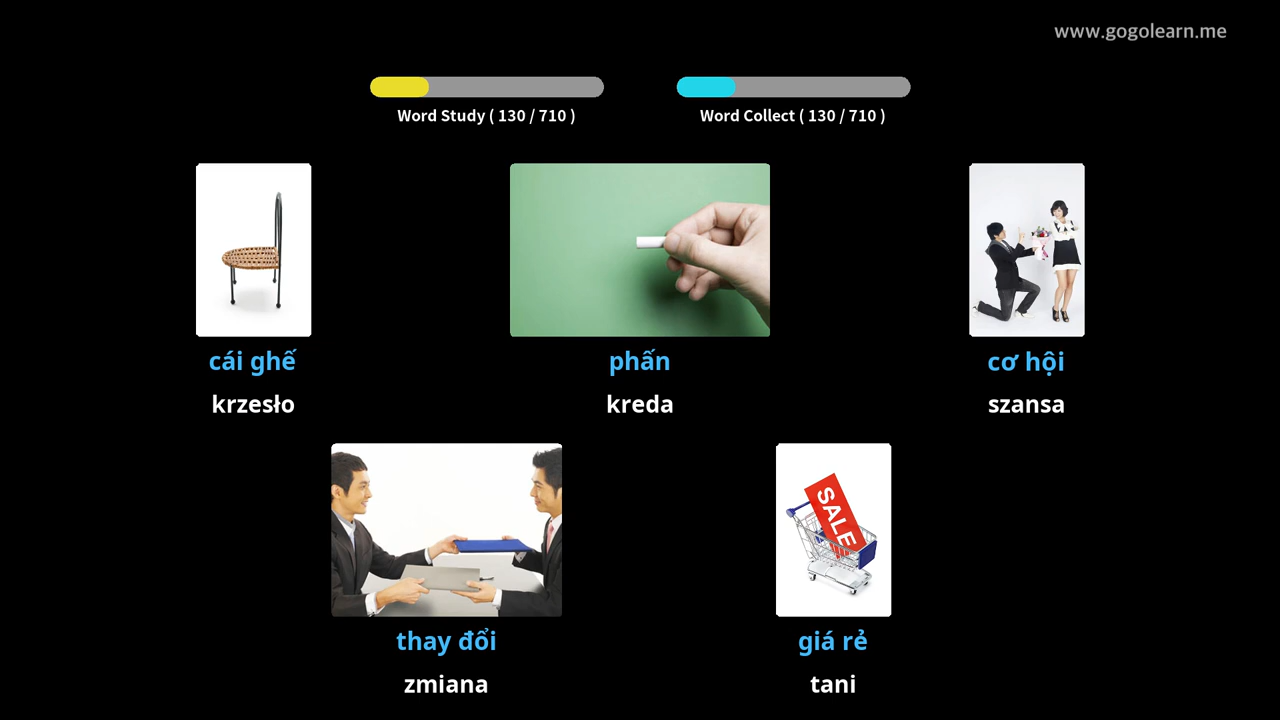 www.gogolearn.me
Word Study ( 130 / 710 )
Word Collect ( 130 / 710 )
cái ghế
krzesło
phấn
kreda
cơ hội
szansa
SALE
thay đổi
zmiana
giá rẻ
tani